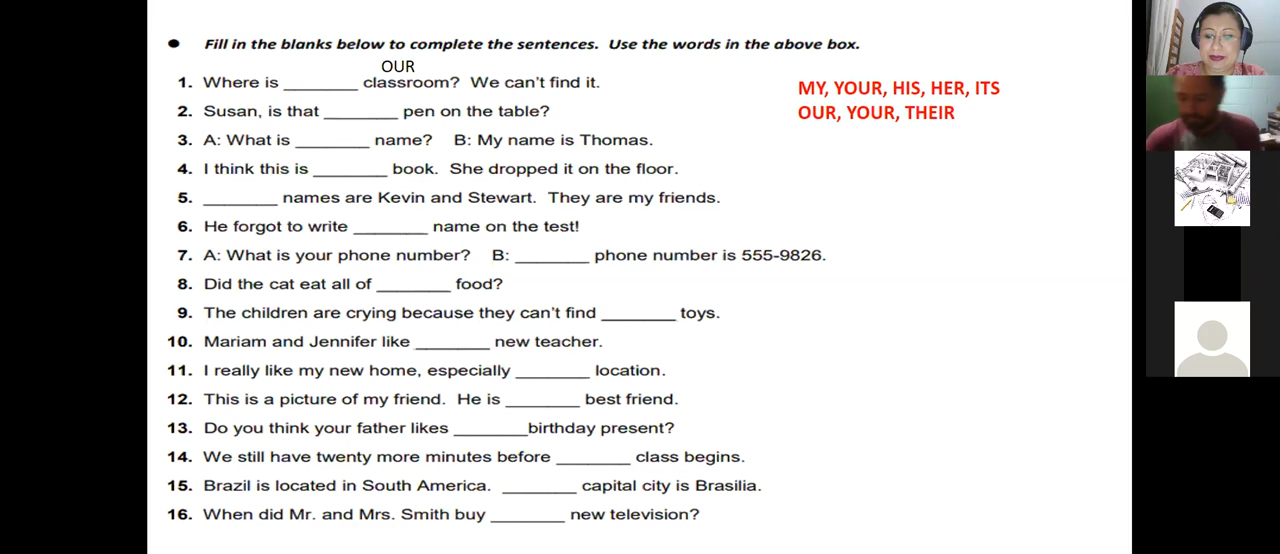 ● Fill in the blanks below to complete the sentences. Use the words in the above box.
OUR
1. Where is ________ classroom? We can't find it.
MY, YOUR, HIS, HER, ITS
OUR, YOUR, THEIR
2. Susan, is that ________ pen on the table?
3. A: What is ________ name? B: My name is Thomas.
4. I think this is ________ book. She dropped it on the floor.
5. ________ names are Kevin and Stewart. They are my friends.
6. He forgot to write ________ name on the test!
7. A: What is your phone number? B: ________ phone number is 555-9826.
8. Did the cat eat all of ________ food?
9. The children are crying because they can't find ________ toys.
10. Mariam and Jennifer like ________ new teacher.
11. I really like my new home, especially ________ location.
12. This is a picture of my friend. He is ________ best friend.
13. Do you think your father likes ________birthday present?
14. We still have twenty more minutes before ________ class begins.
15. Brazil is located in South America. ________ capital city is Brasilia.
16. When did Mr. and Mrs. Smith buy ________ new television?